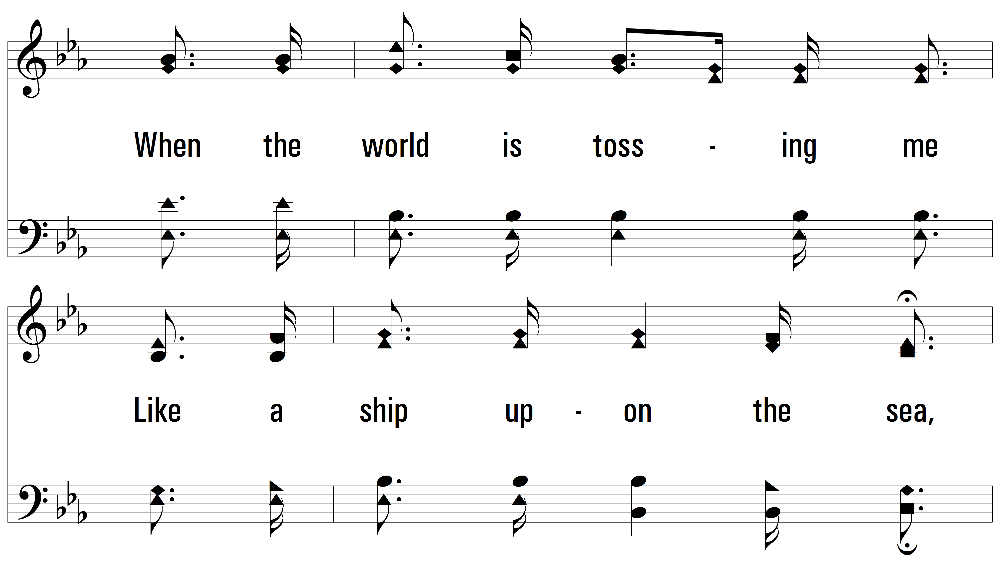 When the world is toss - ing me
Like a ship up - on the sea,